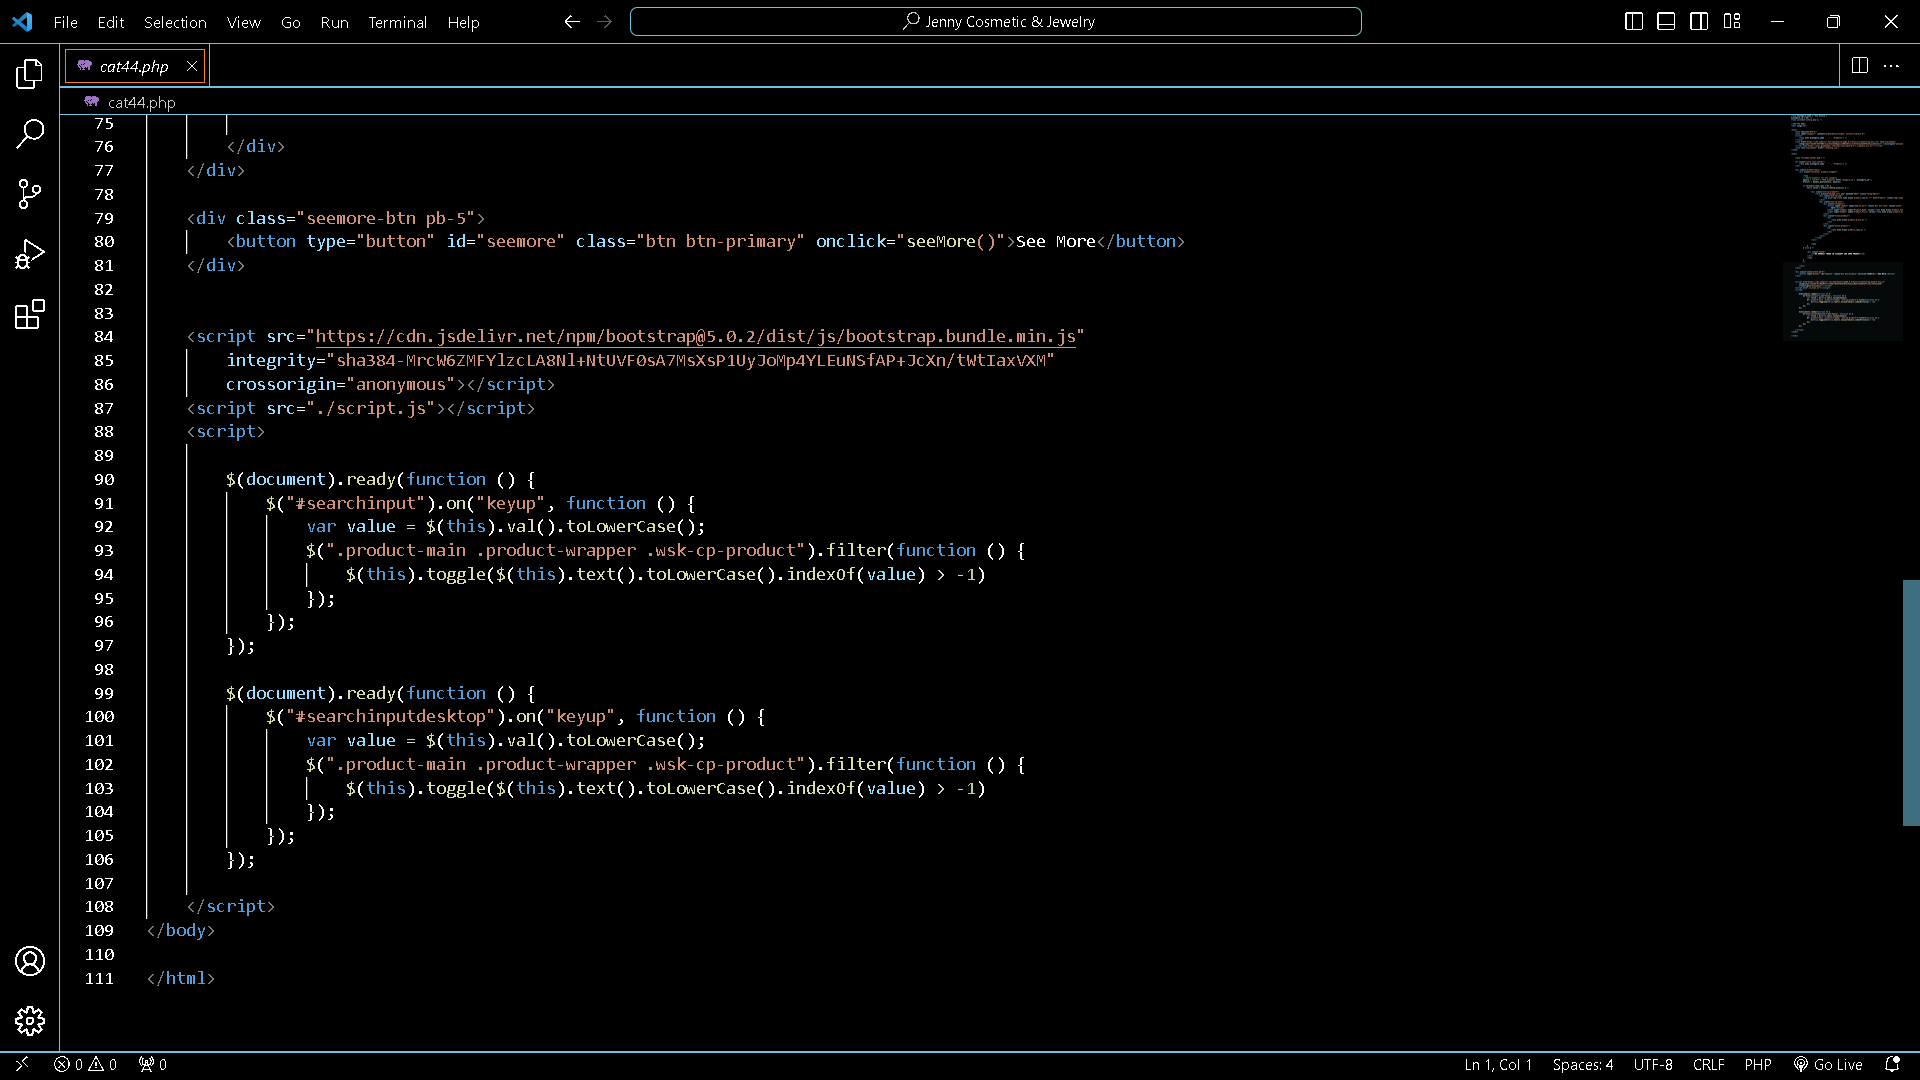 File Edit Selection View Go Run Terminal Help
Jenny Cosmetic & Jewelry
cat44.php
cat44.php
75
76 </div>
77 </div>
78
79 <div class="seemore-btn pb-5">
80 <button type="button" id="seemore" class="btn btn-primary" onclick="seeMore()">See More</button>
81 </div>
82
83
84 <script src="https://cdn.jsdelivr.net/npm/bootstrap@5.0.2/dist/js/bootstrap.bundle.min.js"
85 integrity="sha384-MrcW6ZMFYlzcLA8Nl+NtUVF0sA7MsXsP1UyJoMp4YLEuNSfAP+JcXn/tWtIaxVXM"
86 crossorigin="anonymous"></script>
87 <script src="./script.js"></script>
88 <script>
89
90 $(document).ready(function () {
91 $("#searchinput").on("keyup", function () {
92 var value = $(this).val().toLowerCase();
93 $(".product-main .product-wrapper .wsk-cp-product").filter(function () {
94 $(this).toggle($(this).text().toLowerCase().indexOf(value) > -1)
95 });
96 });
97 });
98
99 $(document).ready(function () {
100 $("#searchinputdesktop").on("keyup", function () {
101 var value = $(this).val().toLowerCase();
102 $(".product-main .product-wrapper .wsk-cp-product").filter(function () {
103 $(this).toggle($(this).text().toLowerCase().indexOf(value) > -1)
104 });
105 });
106 });
107
108 </script>
109 </body>
110
111 </html>
0 0 0 Ln 1, Col 1 Spaces: 4 UTF-8 CRLF PHP Go Live